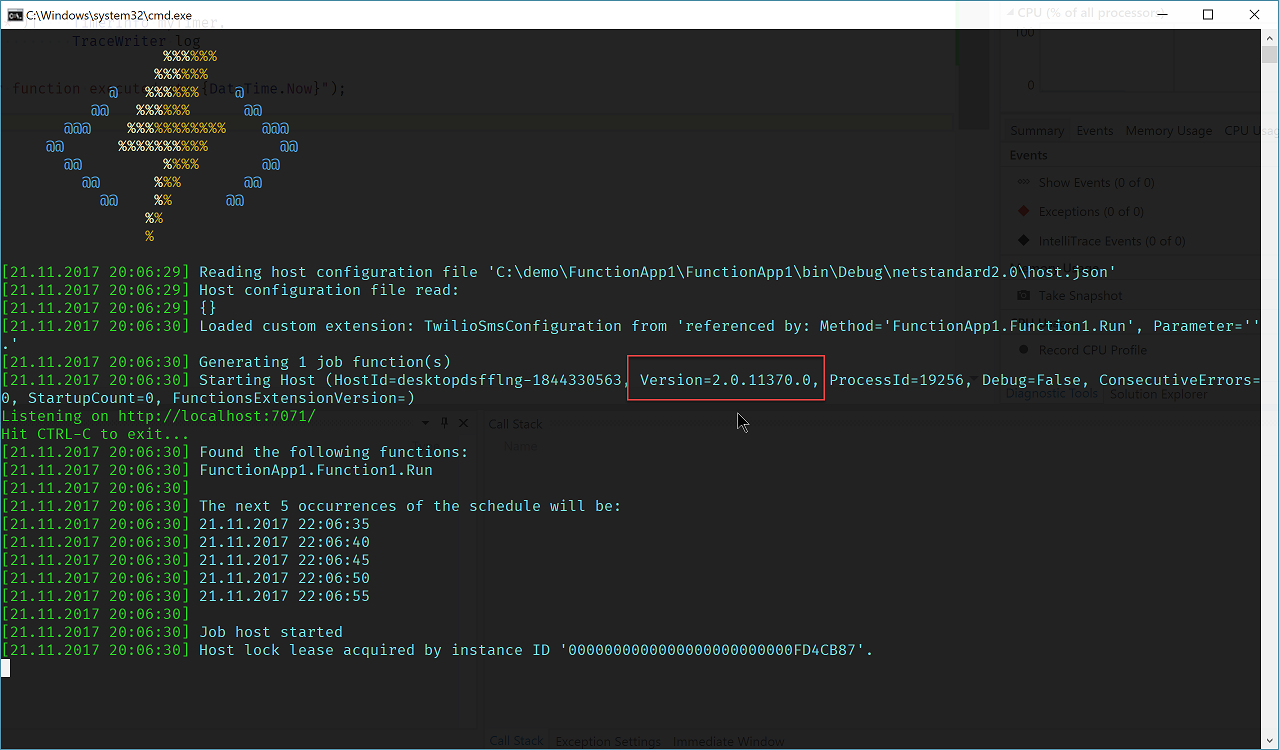 C:\Windows\system32\cmd.exe
TimerInfo myTimer,
TraceWriter log
CPU (% of all processors)
100
%%%%%%
%%%%%%
function execut
{DateTime.Now}");
0
@ %%%%%% @
@@ %%%%%% @@
@@@ %%%%%%%%%%% @@@
@@ %%%%%%%%%% @@
@@ %%%% @@
@@ %%% @@
@@ %% @@
%%
%
Summary Events Memory Usage CPU Usag
Events
Show Events (0 of 0)
Exceptions (0 of 0)
IntelliTrace Events (0 of 0)
[21.11.2017 20:06:29] Reading host configuration file 'C:\demo\FunctionApp1\FunctionApp1\bin\Debug\netstandard2.0\host.json'
[21.11.2017 20:06:29] Host configuration file read:
[21.11.2017 20:06:29] {}
Take Snapshot
[21.11.2017 20:06:30] Loaded custom extension: TwilioSmsConfiguration from 'referenced by: Method='FunctionApp1.Function1.Run', Parameter=''
.'
Record CPU Profile
[21.11.2017 20:06:30] Generating 1 job function(s)
[21.11.2017 20:06:30] Starting Host (HostId=desktopdsfflng-1844330563, Version=2.0.11370.0, ProcessId=19256, Debug=False, ConsecutiveErrors=
0, StartupCount=0, FunctionsExtensionVersion=)
Diagnostic Tools Solution Explorer
Listening on http://localhost:7071/
Hit CTRL-C to exit...
Call Stack
Name
[21.11.2017 20:06:30] Found the following functions:
[21.11.2017 20:06:30] FunctionApp1.Function1.Run
[21.11.2017 20:06:30]
[21.11.2017 20:06:30] The next 5 occurrences of the schedule will be:
[21.11.2017 20:06:30] 21.11.2017 22:06:35
[21.11.2017 20:06:30] 21.11.2017 22:06:40
[21.11.2017 20:06:30] 21.11.2017 22:06:45
[21.11.2017 20:06:30] 21.11.2017 22:06:50
[21.11.2017 20:06:30] 21.11.2017 22:06:55
[21.11.2017 20:06:30]
[21.11.2017 20:06:30] Job host started
[21.11.2017 20:06:30] Host lock lease acquired by instance ID '000000000000000000000000FD4CB87'.
Call Stack Exception Settings Immediate Window